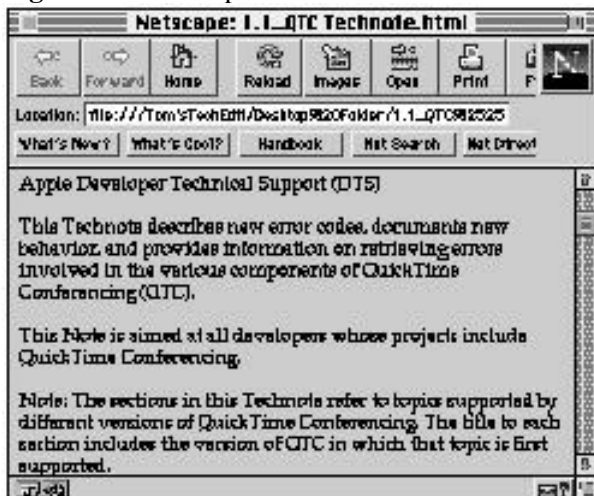 Netscape: 1.1_QTC Technote.html
Back Forward Home Reload Images Open Print F
N
Location: file:///Tom'sTechEdit/Desktop%20Folder/1.1_QTC%2525
What's New? What's Cool? Handbook Net Search Net Direct
Apple Developer Technical Support (DTS)
This Technote describes new error codes, documents new
behavior, and provides information on retrieving errors
involved in the various components of QuickTime
Conferencing (QTC).
This Note is aimed at all developers whose projects include
QuickTime Conferencing.
Note: The sections in this Technote refer to topics supported by
different versions of QuickTime Conferencing. The title to each
section includes the version of QTC in which that topic is first
supported.